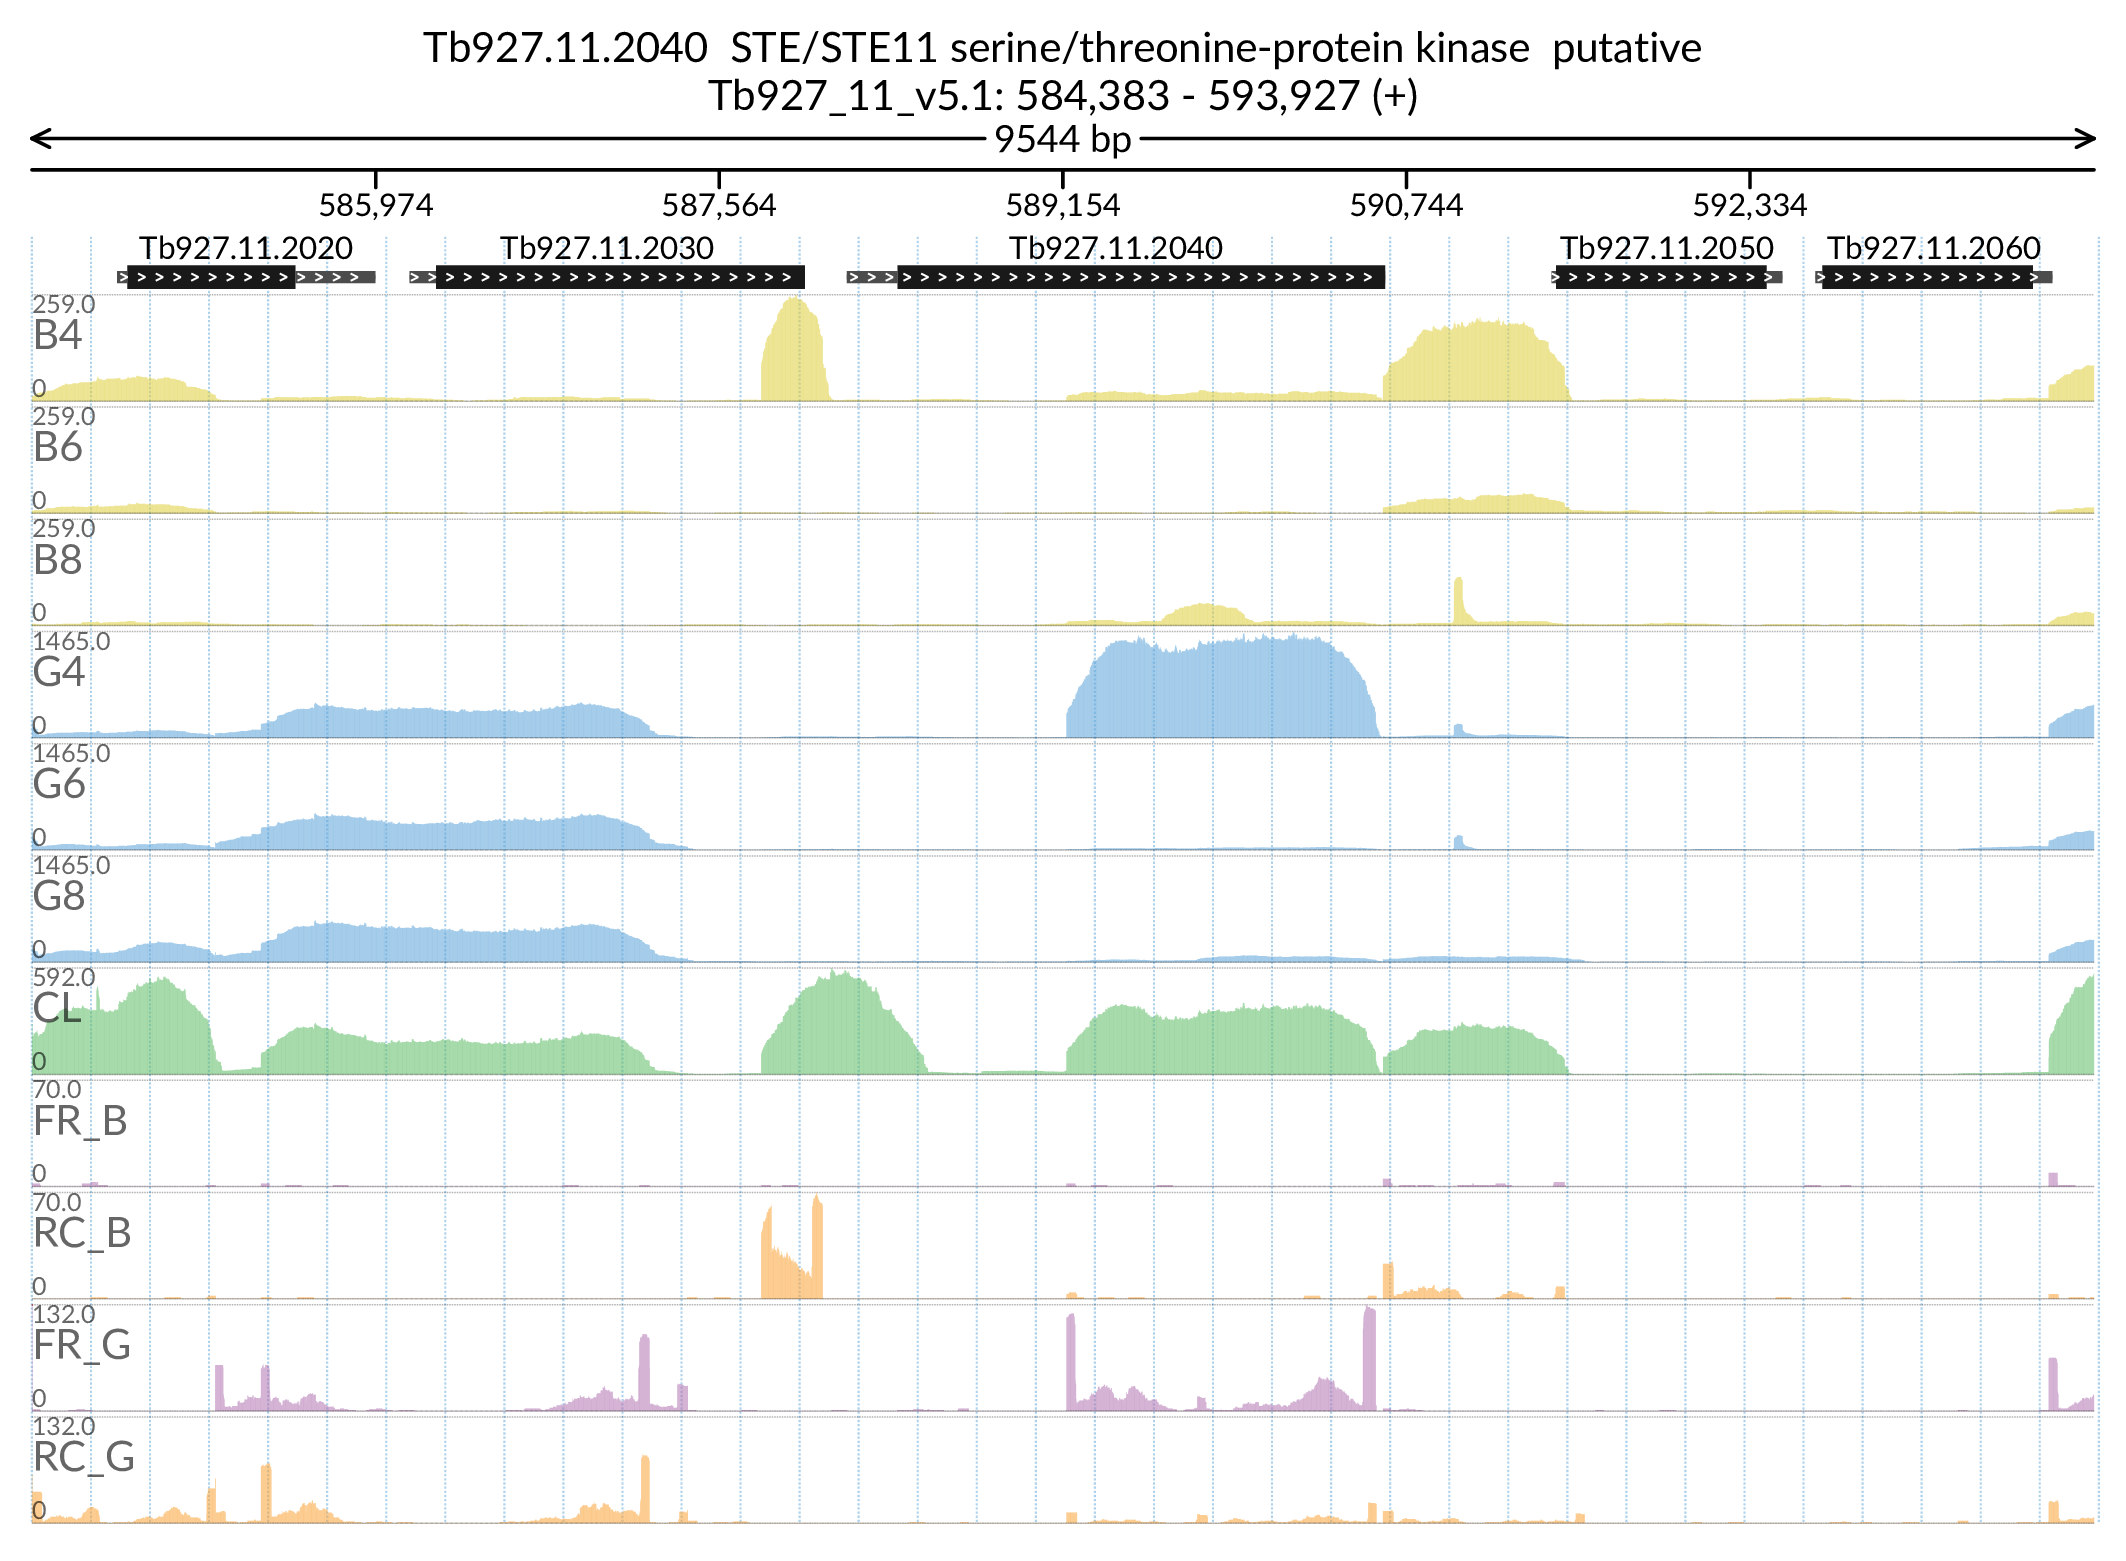 Tb927.11.2040 STE/STE11 serine/threonine-protein kinase putative
Tb927_11_v5.1: 584,383 - 593,927 (+)
9544 bp
585,974 587,564 589,154 590,744 592,334
Tb927.11.2020 Tb927.11.2030 Tb927.11.2040 Tb927.11.2050 Tb927.11.2060
259.0
B4
0
259.0
B6
0
259.0
B8
0
1465.0
G4
0
1465.0
G6
0
1465.0
G8
0
592.0
CL
0
70.0
FR_B
0
70.0
RC_B
0
132.0
FR_G
0
132.0
RC_G
0